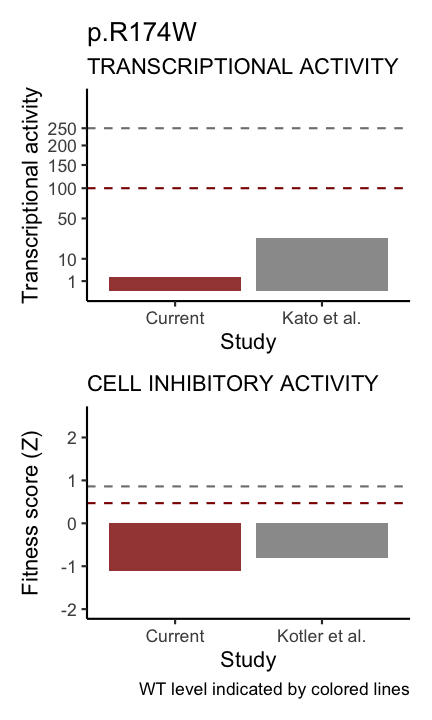 p.R174W
TRANSCRIPTIONAL ACTIVITY
Transcriptional activity
250
200
150
100
50
10
1
Current
Kato et al.
Study
CELL INHIBITORY ACTIVITY
Fitness score (Z)
2
1
0
-1
-2
Current
Kotler et al.
Study
WT level indicated by colored lines